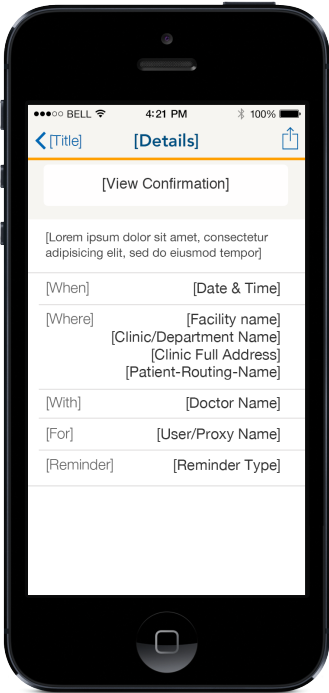 BELL 4:21 PM 100%
[Title] [Details]
[View Confirmation]
[Lorem ipsum dolor sit amet, consectetur
adipisicing elit, sed do eiusmod tempor]
[When] [Date & Time]
[Where] [Facility name]
[Clinic/Department Name]
[Clinic Full Address]
[Patient-Routing-Name]
[With] [Doctor Name]
[For] [User/Proxy Name]
[Reminder] [Reminder Type]